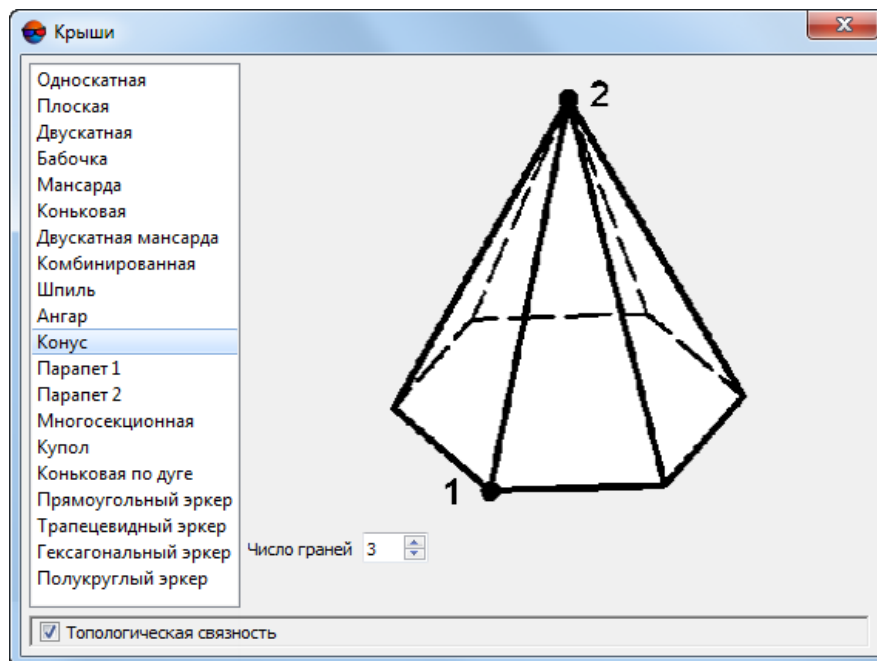 Крыши
Односкатная
Плоская
Двускатная
Бабочка
Мансарда
Коньковая
Двускатная мансарда
Комбинированная
Шпиль
Ангар
Конус
Парапет 1
Парапет 2
Многосекционная
Купол
Коньковая по дуге
Прямоугольный эркер
Трапецевидный эркер
Гексагональный эркер
Полукруглый эркер
2
1
Число граней 3
Топологическая связность